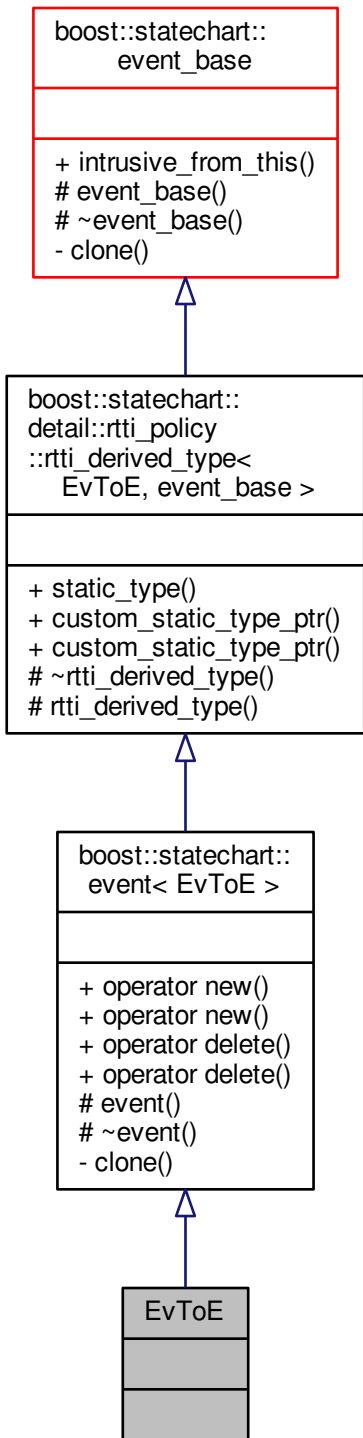 boost::statechart::
event_base
+ intrusive_from_this()
# event_base()
# ~event_base()
- clone()
boost::statechart::
detail::rtti_policy
::rtti_derived_type<
EvToE, event_base >
+ static_type()
+ custom_static_type_ptr()
+ custom_static_type_ptr()
# ~rtti_derived_type()
# rtti_derived_type()
boost::statechart::
event< EvToE >
+ operator new()
+ operator new()
+ operator delete()
+ operator delete()
# event()
# ~event()
- clone()
EvToE